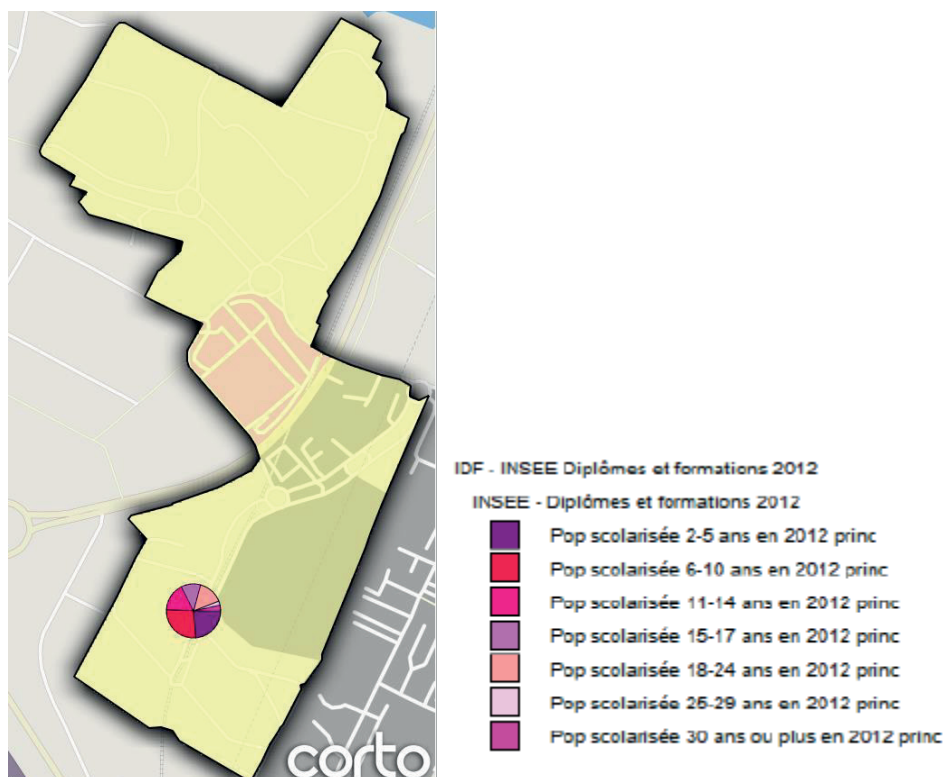 IDF - INSEE Diplômes et formations 2012
INSEE - Diplômes et formations 2012
Pop scolarisée 2-5 ans en 2012 princ
Pop scolarisée 6-10 ans en 2012 princ
Pop scolarisée 11-14 ans en 2012 princ
Pop scolarisée 15-17 ans en 2012 princ
Pop scolarisée 18-24 ans en 2012 princ
Pop scolarisée 25-29 ans en 2012 princ
Pop scolarisée 30 ans ou plus en 2012 princ
corto